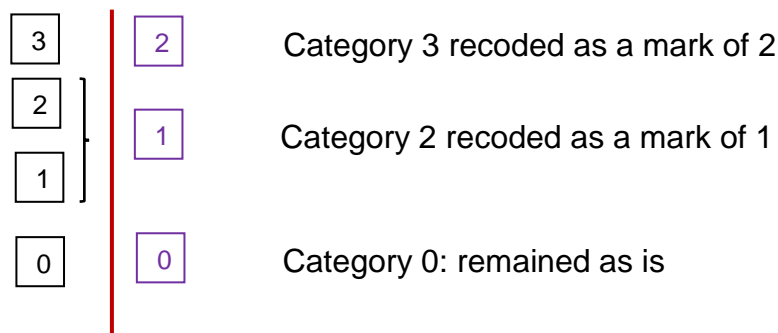 3 2 Category 3 recoded as a mark of 2
2
1 Category 2 recoded as a mark of 1
1
0 0 Category 0: remained as is